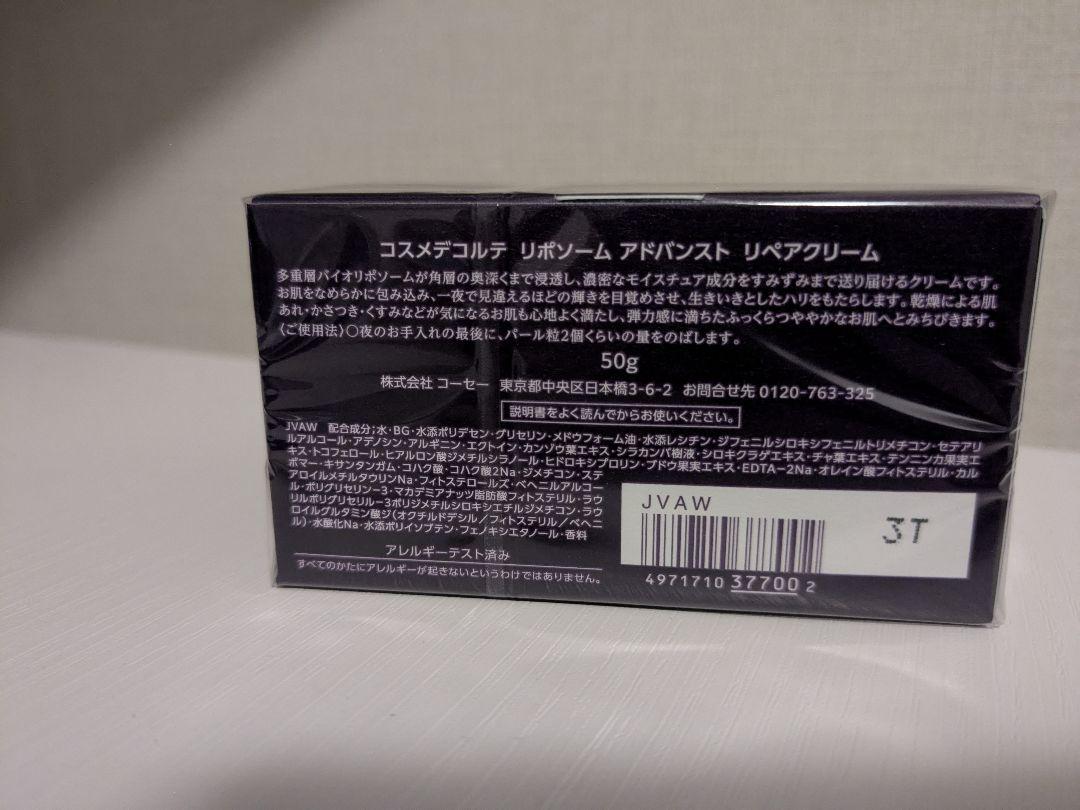 コスメデコルテ リポソーム アドバンスト リペアクリーム
多重層バイオリポソームが角層の奥深くまで浸透し、濃密なモイスチュア成分をすみずみまで送り届けるクリームです。
お肌をなめらかに包み込み、一夜で見違えるほどの輝きを目覚めさせ、生きいきとしたハリをもたらします。乾燥による肌
あれ・かさつき・くすみなどが気になるお肌も心地よく満たし、弾力感に満ちたふっくらつややかなお肌へとみちびきます。
〈ご使用法〉○夜のお手入れの最後に、パール粒2個くらいの量をのばします。
50g
株式会社 コーセー 東京都中央区日本橋3-6-2 お問合せ先 0120-763-325
説明書をよく読んでからお使いください。
JVAW 配合成分;水・BG・水添ポリデセン・グリセリン・メドウフォーム油・水添レシチン・ジフェニルシロキシフェニルトリメチコン・セテアリ
ルアルコール・アデノシン・アルギニン・エクトイン・カンゾウ葉エキス・シラカンバ樹液・シロキクラゲエキス・チャ葉エキス・テンニンカ果実エ
キス・トコフェロール・ヒアルロン酸ジメチルシラノール・ヒドロキシプロリン・ブドウ果実エキス・EDTA-2Na・オレイン酸フィトステリル・カル
ボマー・キサンタンガム・コハク酸・コハク酸2Na・ジメチコン・ステ
アロイルメチルタウリンNa・フィトステロールズ・ベヘニルアルコー
ル・ポリグリセリン-3・マカデミアナッツ脂肪酸フィトステリル・ラウ
リルポリグリセリル-3ポリジメチルシロキシエチルジメチコン・ラウ
ロイルグルタミン酸ジ(オクチルドデシル/フィトステリル/ベヘニ
ル)・水酸化Na・水添ポリイソブテン・フェノキシエタノール・香料
アレルギーテスト済み
すべてのかたにアレルギーが起きないというわけではありません。
JVAW
3T
4971710 37700 2